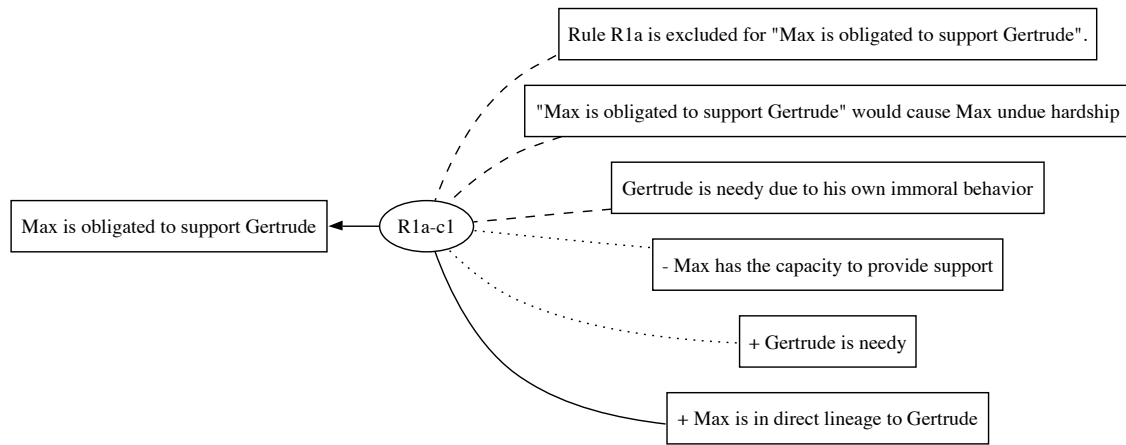 Rule R1a is excluded for "Max is obligated to support Gertrude".
"Max is obligated to support Gertrude" would cause Max undue hardship
Gertrude is needy due to his own immoral behavior
Max is obligated to support Gertrude
R1a-c1
- Max has the capacity to provide support
+ Gertrude is needy
+ Max is in direct lineage to Gertrude